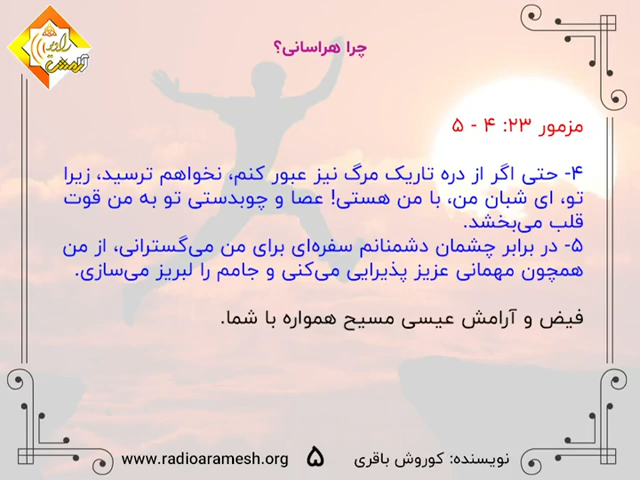 رادیو آرامش
چرا هراسانی؟
مزمور ۲۳: ۴ - ۵
۴- حتی اگر از دره تاریک مرگ نیز عبور کنم، نخواهم ترسید، زیرا
تو، ای شبان من، با من هستی! عصا و چوبدستی تو به من قوت
قلب می‌بخشد.
۵- در برابر چشمان دشمنانم سفره‌ای برای من می‌گسترانی، از من
همچون مهمانی عزیز پذیرایی می‌کنی و جامم را لبریز می‌سازی.
فیض و آرامش عیسی مسیح همواره با شما.
نویسنده: کوروش باقری ۵ www.radioaramesh.org